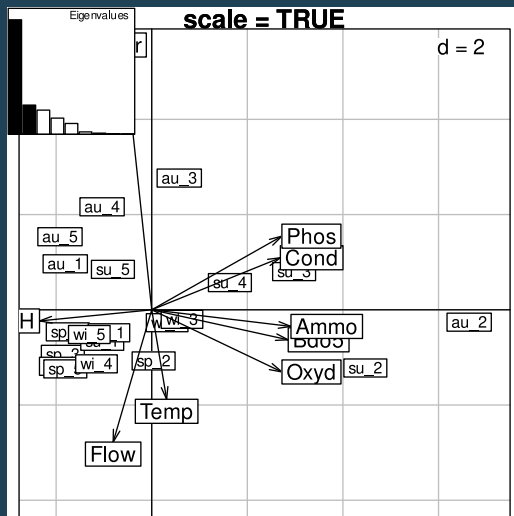 scale = TRUE
Eigenvalues
r
d = 2
au_3
au_4
au_5
au_1
su_5
Phos
Cond
su_3
su_4
H
wi_3
Ammo
Bdo5
au_2
wi_5
sp_2
wi_4
Oxyd
su_2
Temp
Flow